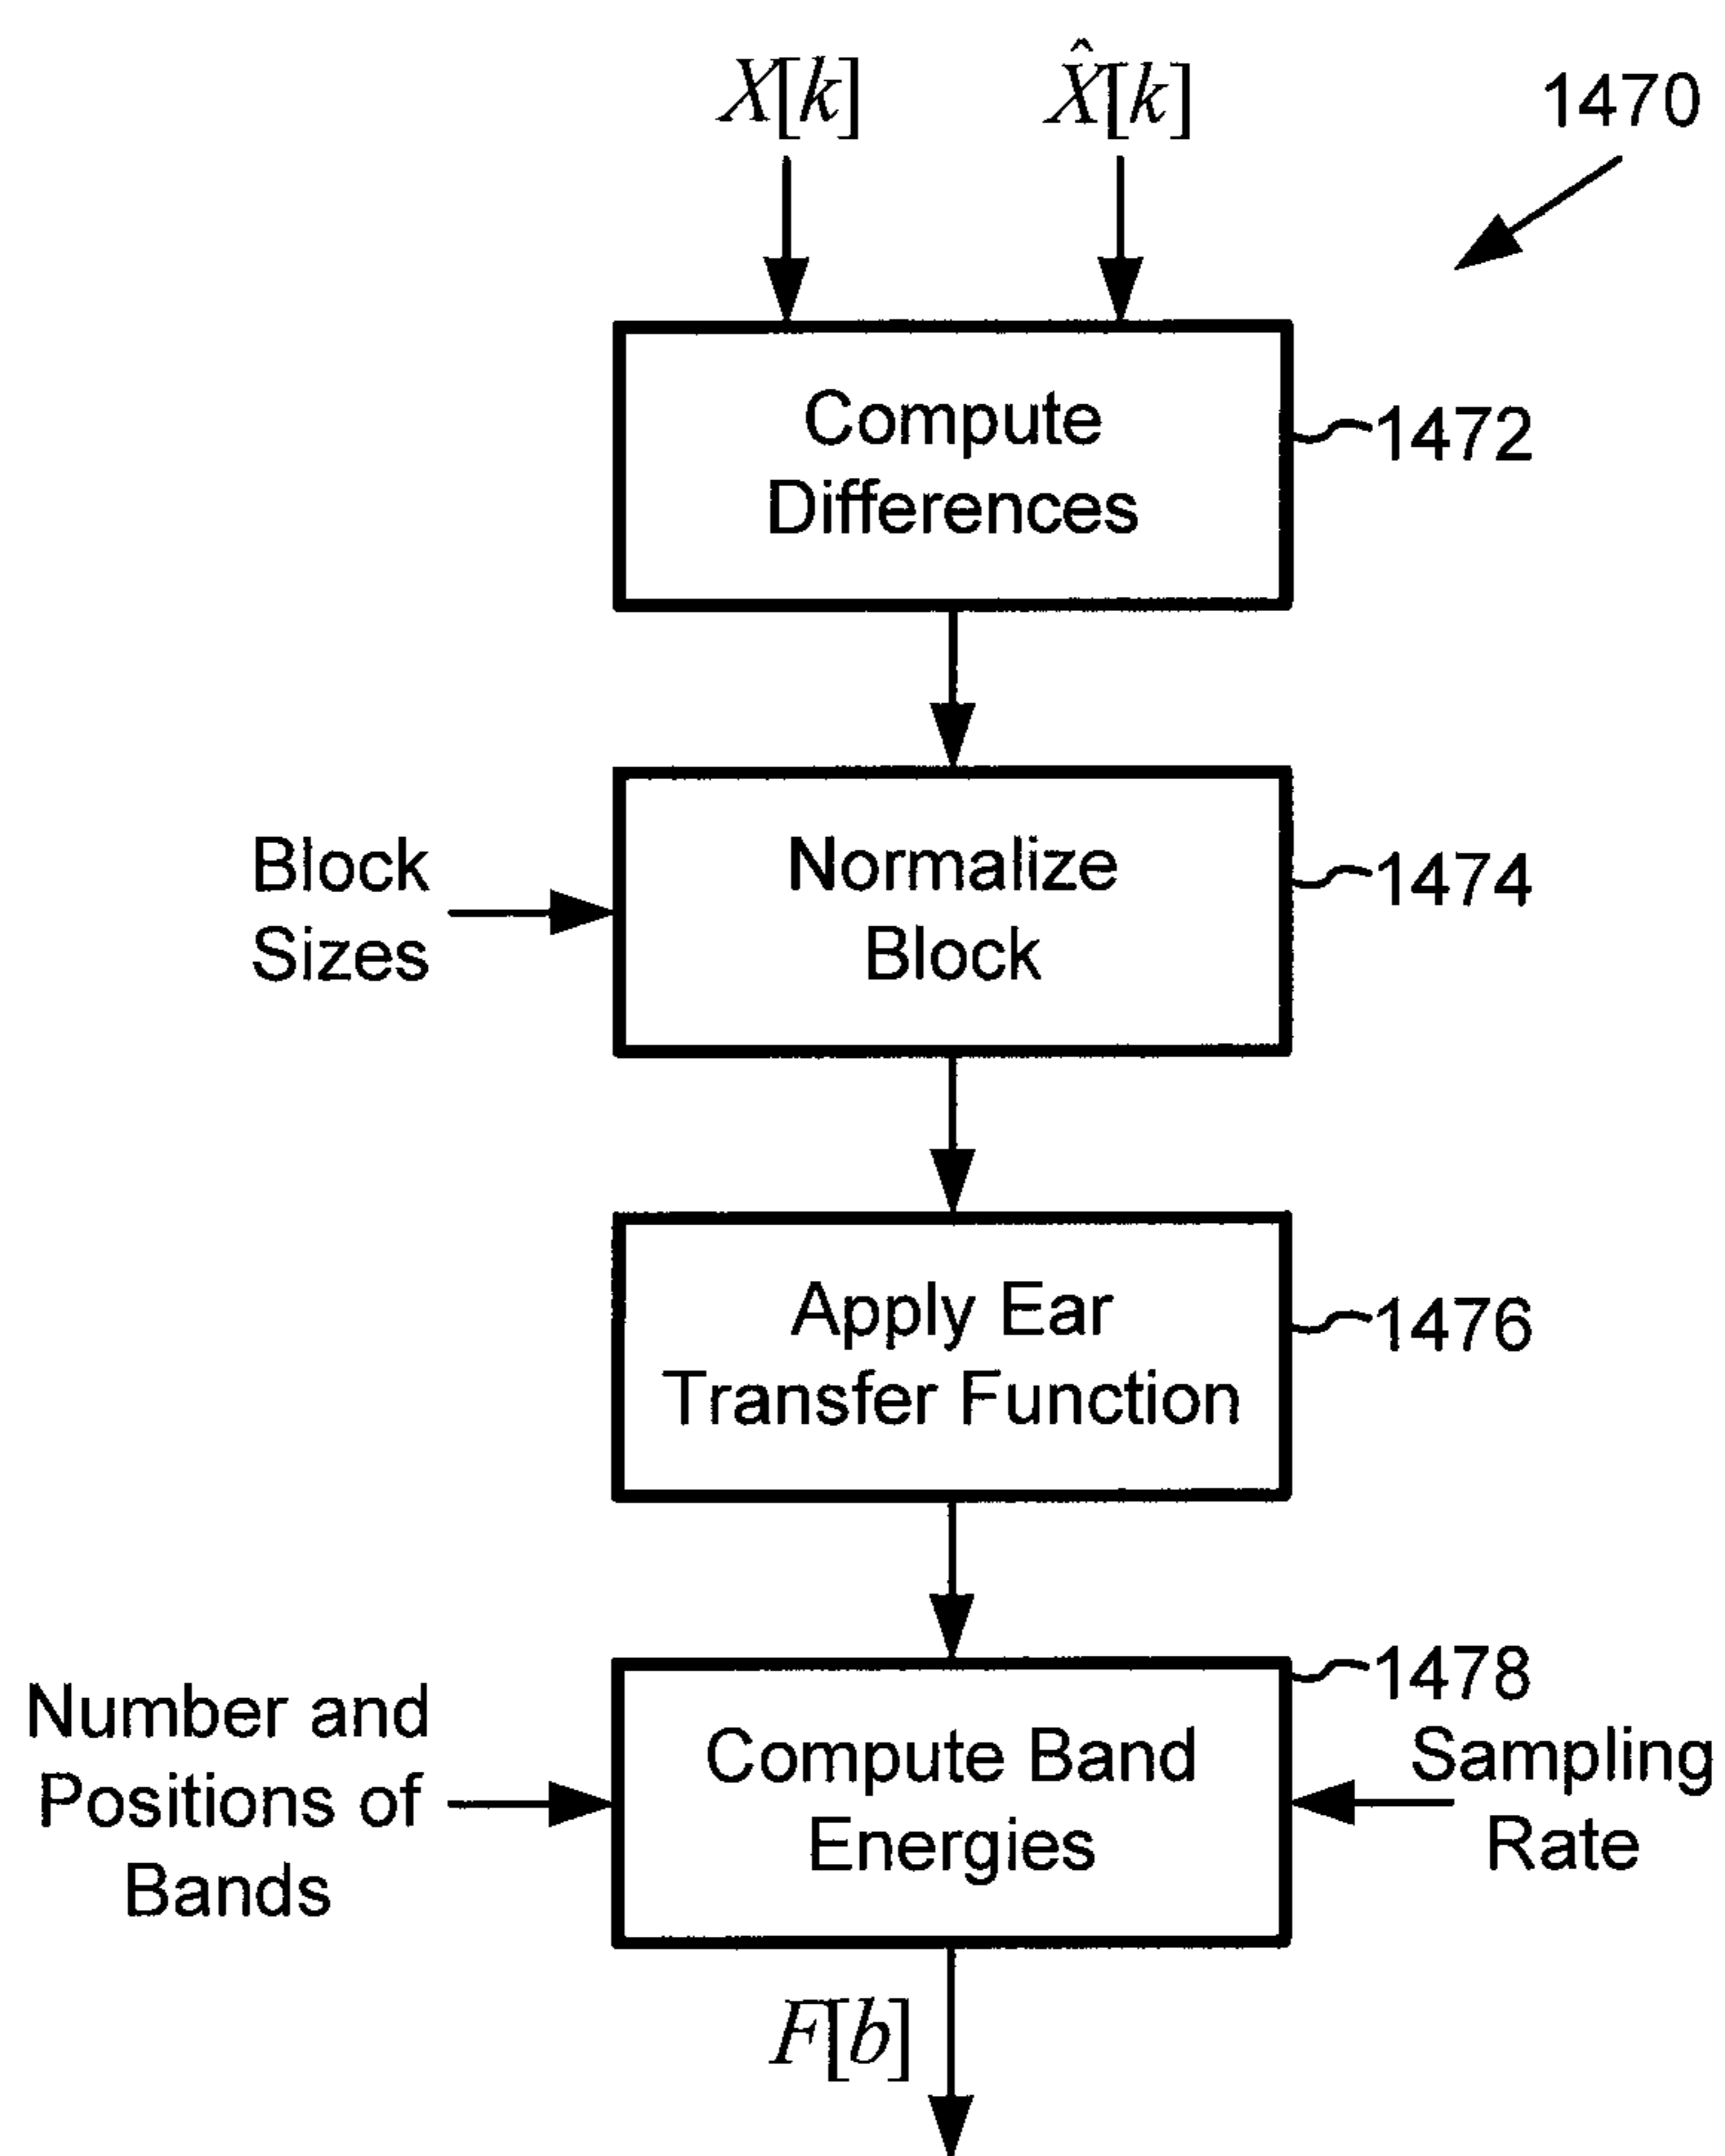 X[k]
X̂[k]
1470
Compute
Differences
1472
Block
Sizes
Normalize
Block
1474
Apply Ear
Transfer Function
1476
Number and
Positions of
Bands
Compute Band
Energies
1478
Sampling
Rate
F[b]